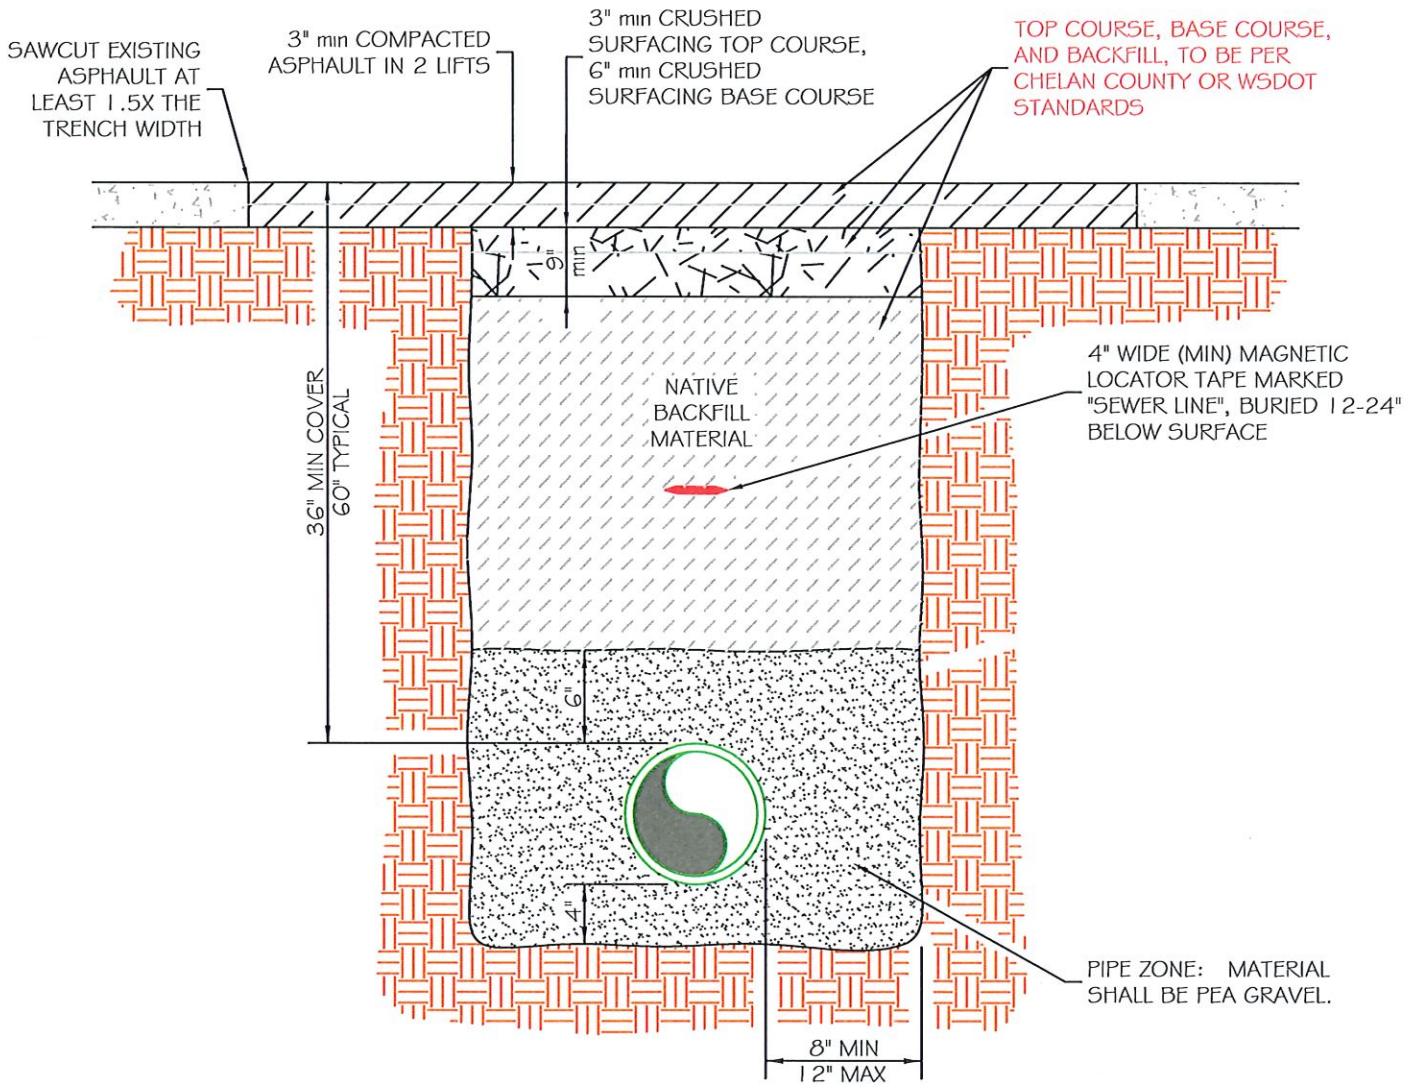 SAWCUT EXISTING
ASPHAULT AT
LEAST 1.5X THE
TRENCH WIDTH
3" min COMPACTED
ASPHAULT IN 2 LIFTS
3" min CRUSHED
SURFACING TOP COURSE,
6" min CRUSHED
SURFACING BASE COURSE
TOP COURSE, BASE COURSE,
AND BACKFILL, TO BE PER
CHELAN COUNTY OR WSDOT
STANDARDS
9"
min
36" MIN COVER
60" TYPICAL
NATIVE
BACKFILL
MATERIAL
4" WIDE (MIN) MAGNETIC
LOCATOR TAPE MARKED
"SEWER LINE", BURIED 12-24"
BELOW SURFACE
6"
4"
PIPE ZONE: MATERIAL
SHALL BE PEA GRAVEL.
8" MIN
12" MAX